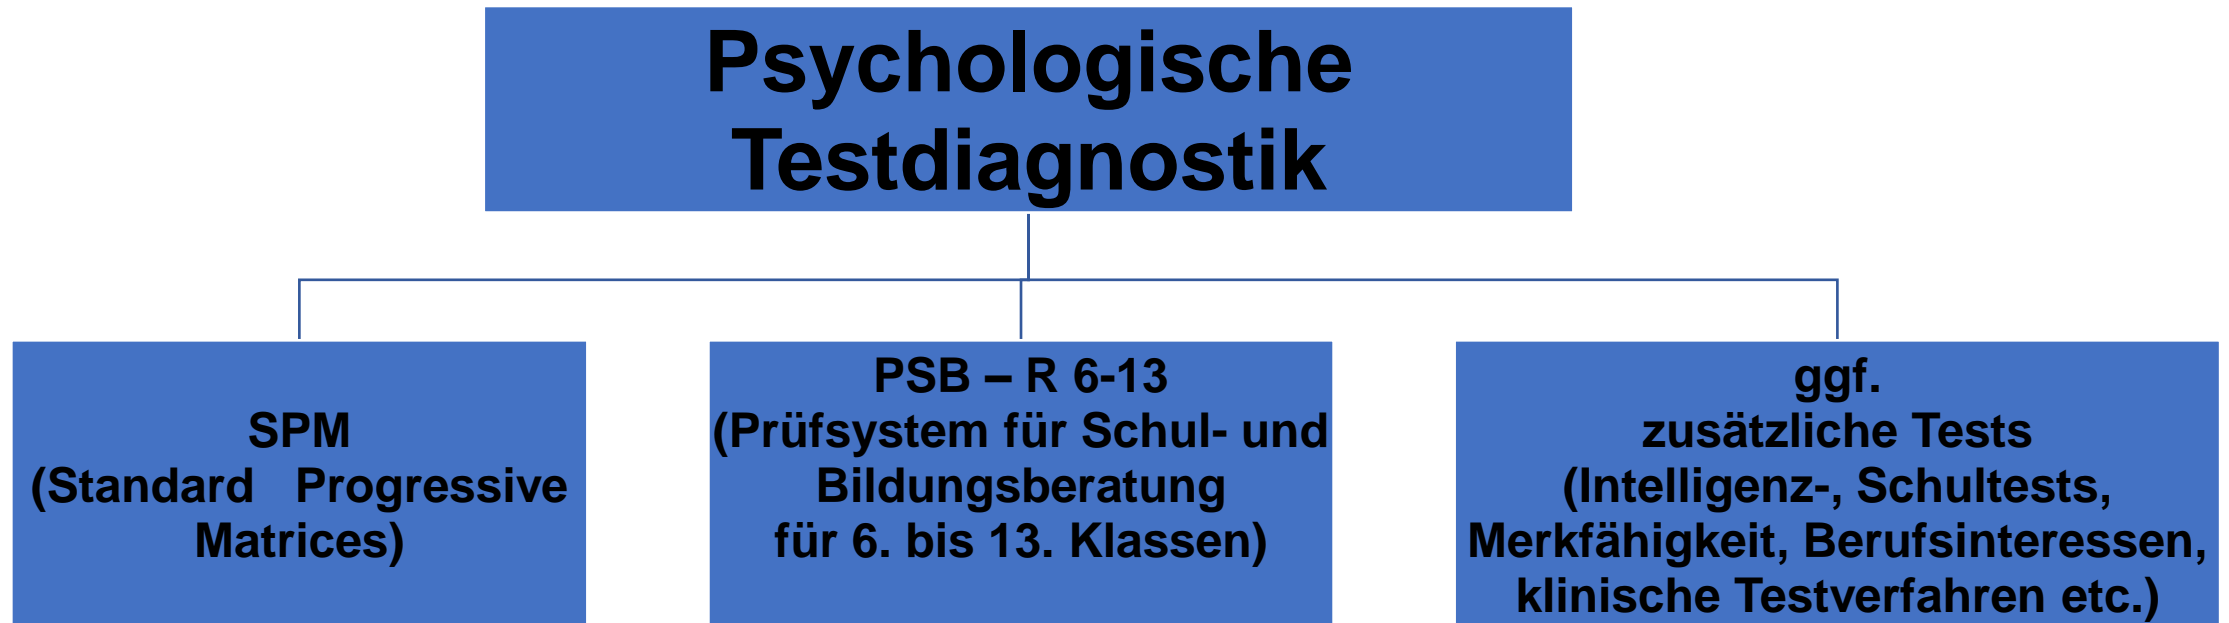 Psychologische
Testdiagnostik
SPM
(Standard Progressive
Matrices)
PSB – R 6-13
(Prüfsystem für Schul- und
Bildungsberatung
für 6. bis 13. Klassen)
ggf.
zusätzliche Tests
(Intelligenz-, Schultests,
Merkfähigkeit, Berufsinteressen,
klinische Testverfahren etc.)